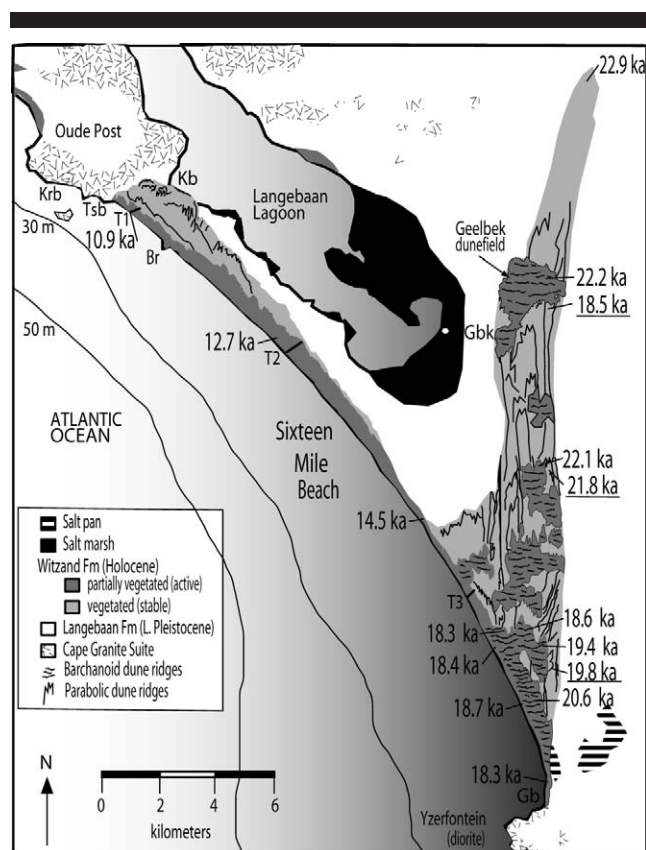 22.9 ka
Oude Post
Kb
Langebaan
Lagoon
Krb
Tsb
T1
30 m
10.9 ka
Br
Geelbek
dunefield
22.2 ka
18.5 ka
50 m
12.7 ka
T2
Gbk
ATLANTIC
OCEAN
Sixteen
Mile
Beach
22.1 ka
21.8 ka
14.5 ka
Salt pan
Salt marsh
Witzand Fm (Holocene)
partially vegetated (active)
vegetated (stable)
Langebaan Fm (L. Pleistocene)
Cape Granite Suite
Barchanoid dune ridges
Parabolic dune ridges
T3
18.3 ka
18.6 ka
18.4 ka
19.4 ka
19.8 ka
18.7 ka
20.6 ka
18.3 ka
Gb
N
0 2 4 6
kilometers
Yzerfontein
(diorite)